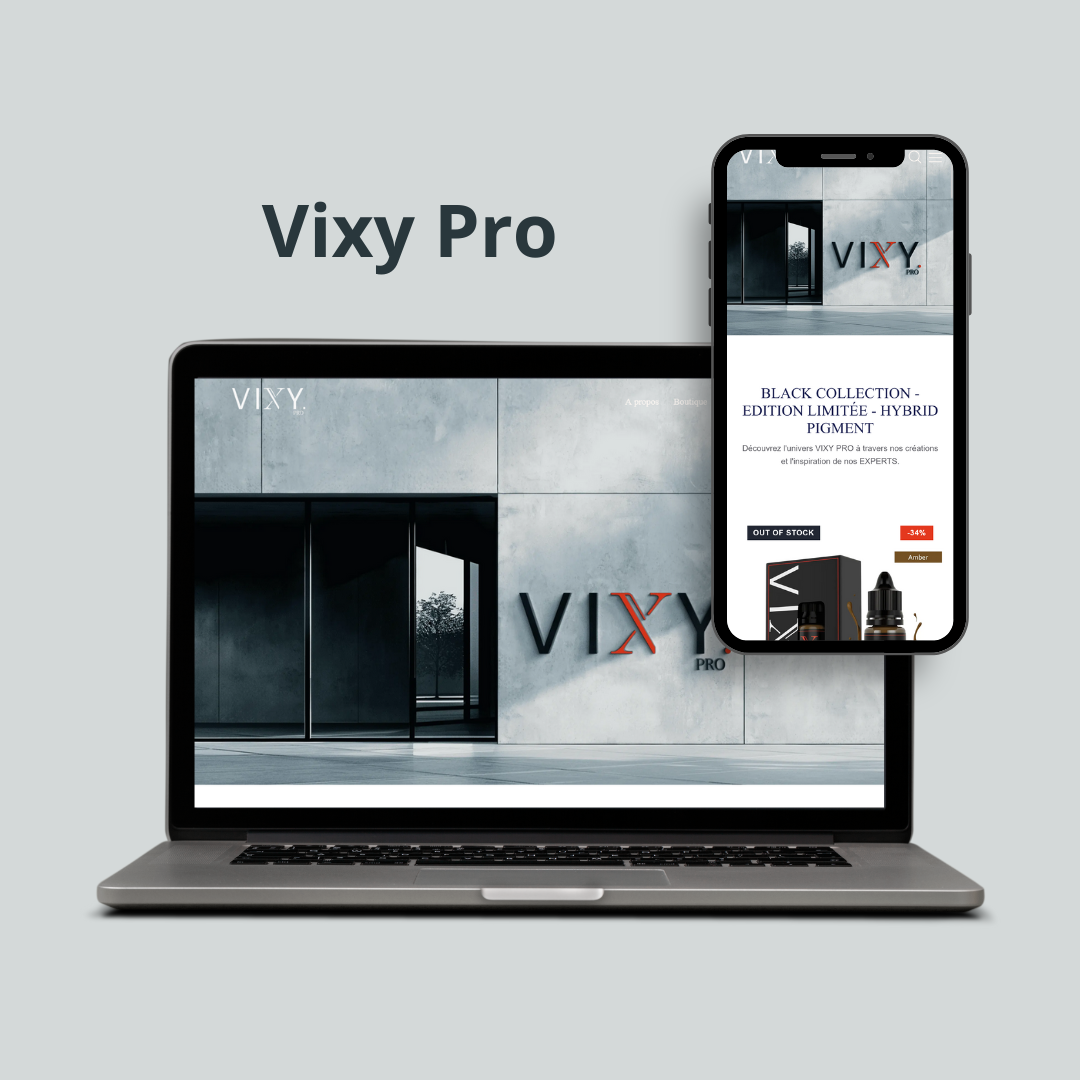 Vixy Pro
VIXY.
PRO
A propos Boutique
VIXY.
PRO
VIX
VIXY.
PRO
BLACK COLLECTION -
EDITION LIMITÉE - HYBRID
PIGMENT
Découvrez l'univers VIXY PRO à travers nos créations
et l'inspiration de nos EXPERTS.
OUT OF STOCK -34%
Amber